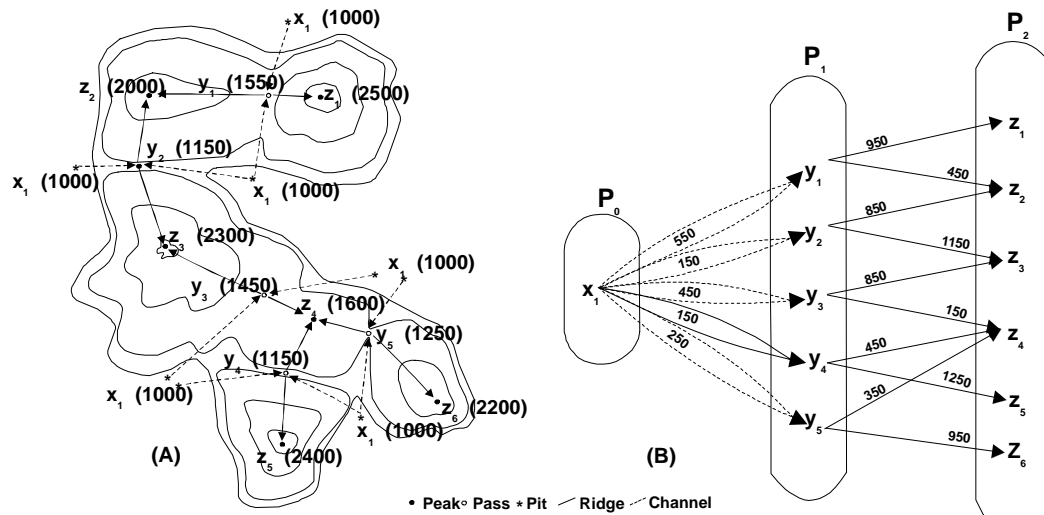 x1 (1000)
z2 (2000)
y1 (1550)
z1 (2500)
y2 (1150)
x1 (1000)
x1 (1000)
z3 (2300)
x1 (1000)
y3 (1450)
z4 (1600)
y5 (1250)
y4 (1150)
x1 (1000)
z6 (2200)
x1 (1000)
z5 (2400)
(A)
P0
P1
P2
x1
y1
y2
y3
y4
y5
z1
z2
z3
z4
z5
Z6
550
150
450
150
250
950
450
850
1150
850
150
450
1250
350
950
(B)
• Peak ○ Pass * Pit / Ridge / Channel